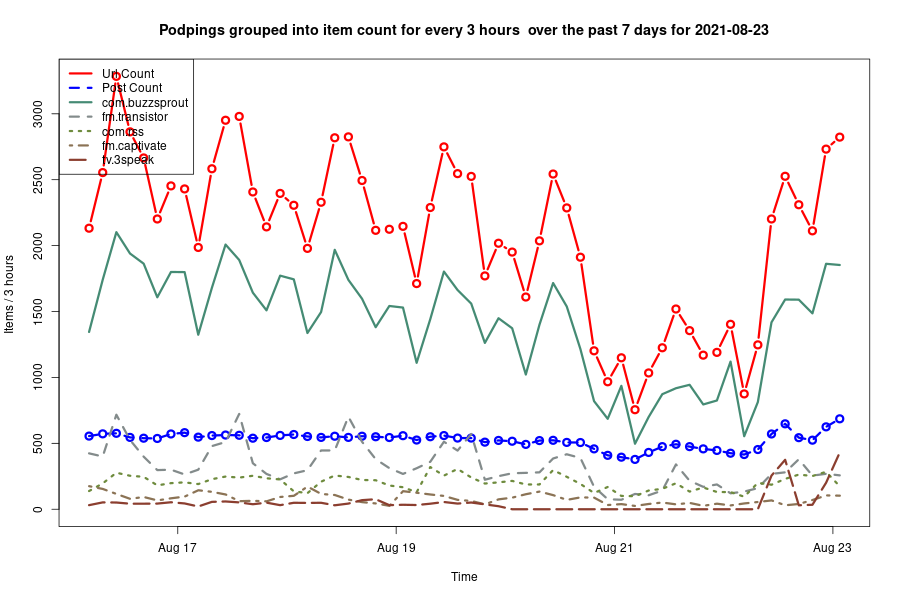 Podpings grouped into item count for every 3 hours over the past 7 days for 2021-08-23
Url Count
Post Count
com.buzzsprout
fm.transistor
com.rss
fm.captivate
tv.3speak
Items / 3 hours
3000
2500
2000
1500
1000
500
0
Aug 17
Aug 19
Aug 21
Aug 23
Time